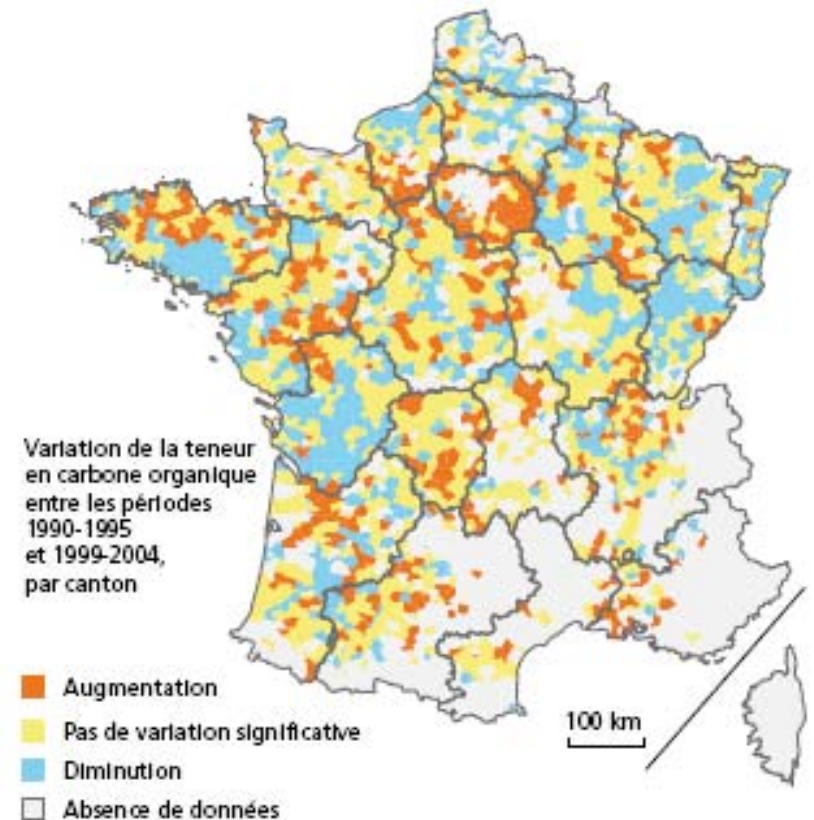 Variation de la teneur
en carbone organique
entre les périodes
1990-1995
et 1999-2004,
par canton
Augmentation
Pas de variation significative
Diminution
Absence de données
100 km